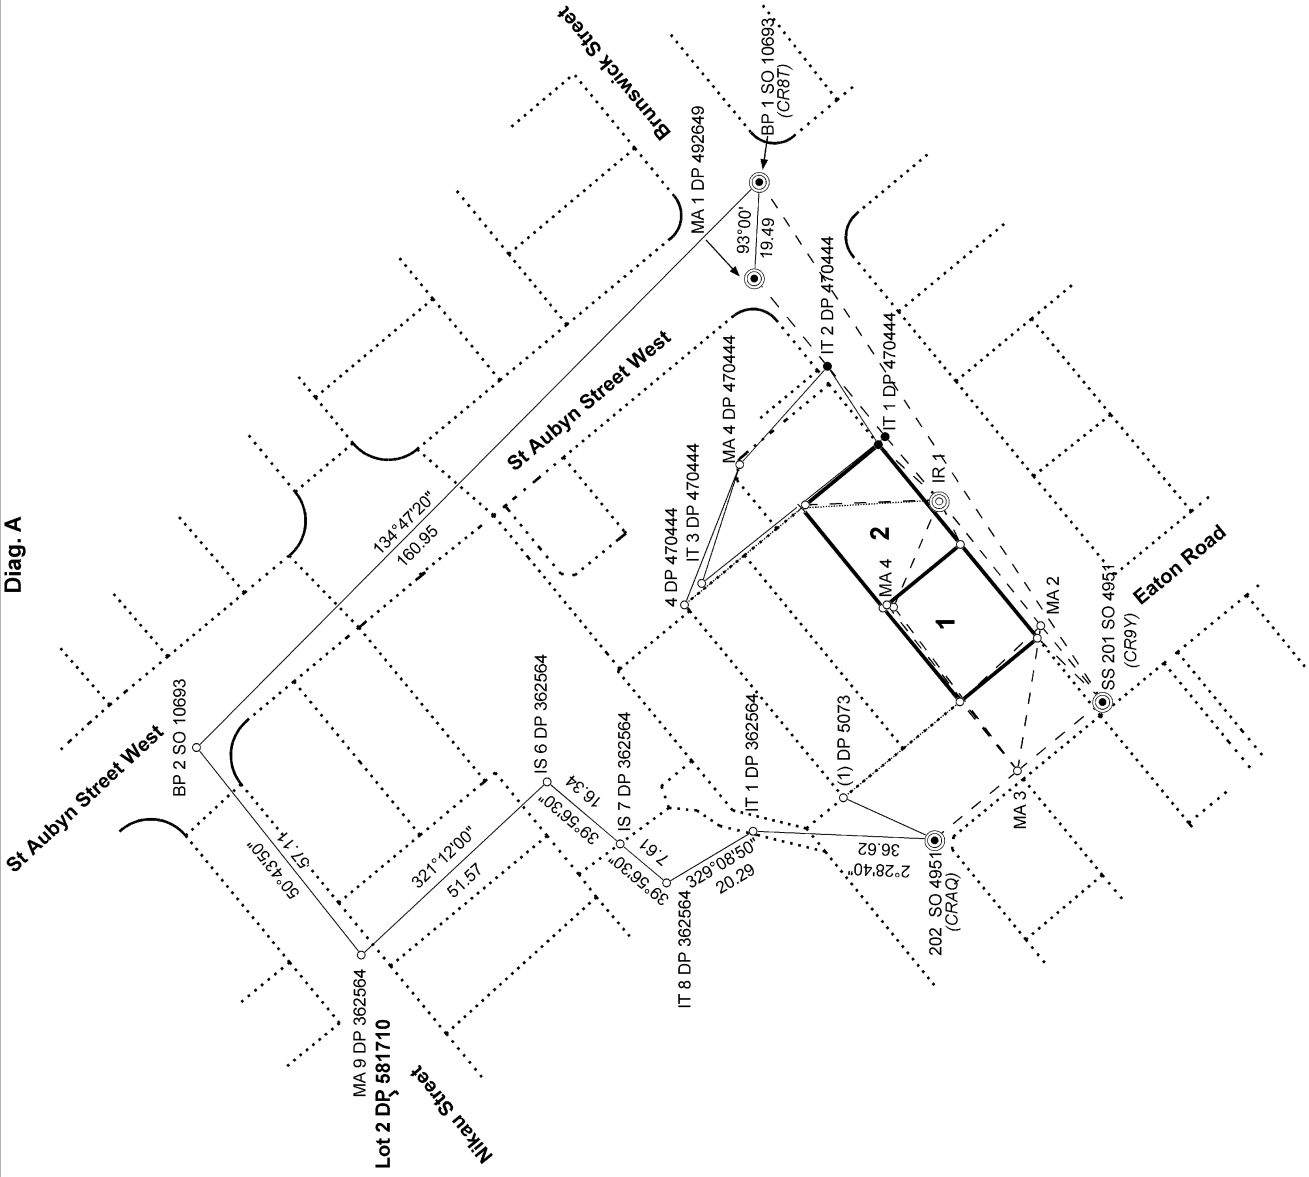 Diag. A
Brunswick Street
BP 1 SO 10693
(CR8T)
MA 1 DP 492649
93°00'
19.49
IT 2 DP 470444
IT 1 DP 470444
MA 4 DP 470444
IT 3 DP 470444
4 DP 470444
St Aubyn Street West
134°47'20"
160.95
IR 1
2
MA 4
1
MA 2
SS 201 SO 4951
(CR9Y)
Eaton Road
MA 3
(1) DP 5073
IT 1 DP 362564
IS 7 DP 362564
IS 6 DP 362564
BP 2 SO 10693
St Aubyn Street West
50°43'50"
57.11
321°12'00"
51.57
39°56'30"
16.34
39°56'30"
7.61
329°08'50"
20.29
2°28'40"
36.62
202 SO 4951
(CRAQ)
IT 8 DP 362564
MA 9 DP 362564
Lot 2 DP 581710
Nikau Street